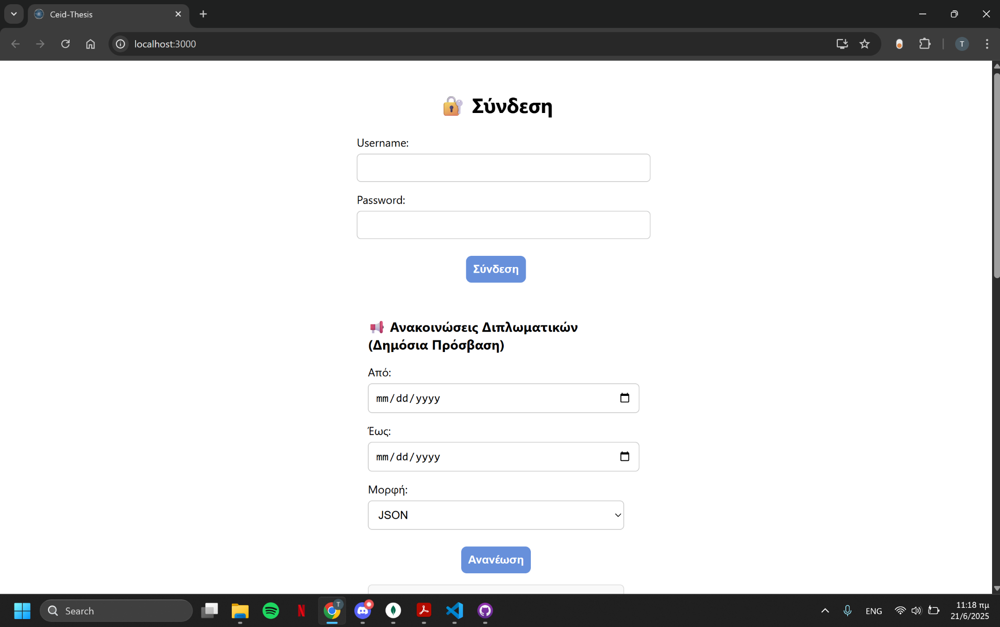 Ceid-Thesis
localhost:3000
T
Σύνδεση
Username:
Password:
Σύνδεση
Ανακοινώσεις Διπλωματικών
(Δημόσια Πρόσβαση)
Από:
mm/dd/yyyy
Έως:
mm/dd/yyyy
Μορφή:
JSON
Ανανέωση
Search
N
T
ENG
11:18 πμ
21/6/2025